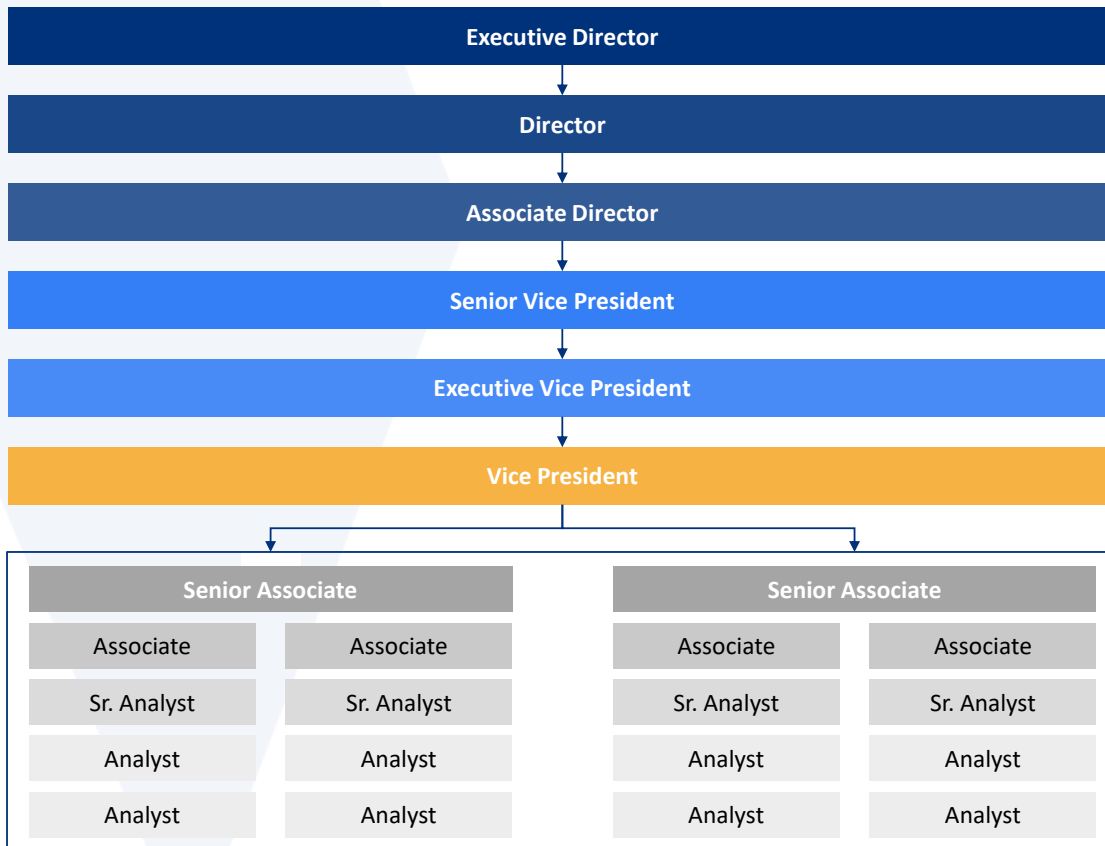 Executive Director
Director
Associate Director
Senior Vice President
Executive Vice President
Vice President
Senior Associate Senior Associate
Associate Associate Associate Associate
Sr. Analyst Sr. Analyst Sr. Analyst Sr. Analyst
Analyst Analyst Analyst Analyst
Analyst Analyst Analyst Analyst